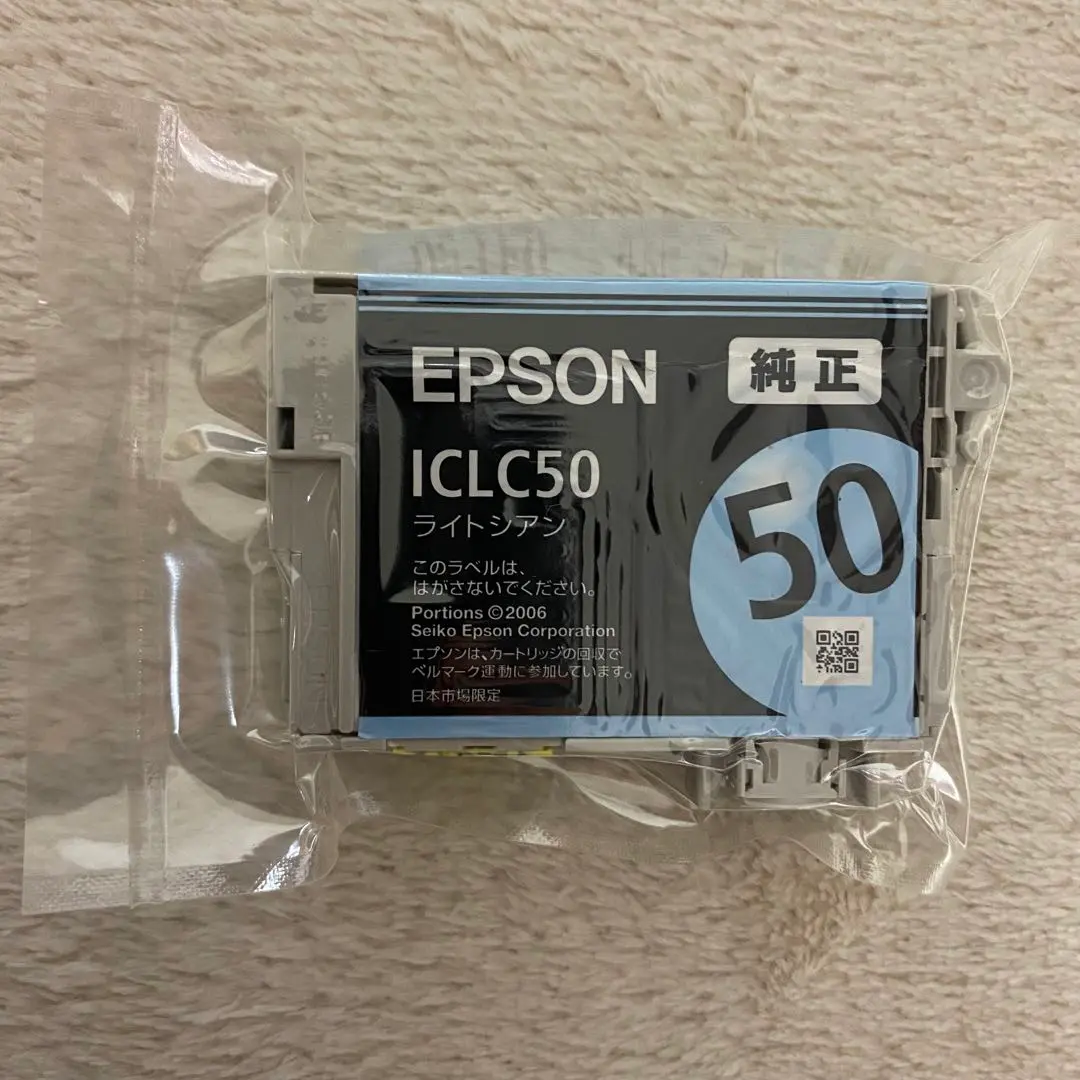 EPSON 純正
ICLC50
ライトシアン
50
このラベルは、
はがさないでください。
Portions ©2006
Seiko Epson Corporation
エプソンは、カートリッジの回収で
ベルマーク運動に参加しています。
日本市場限定